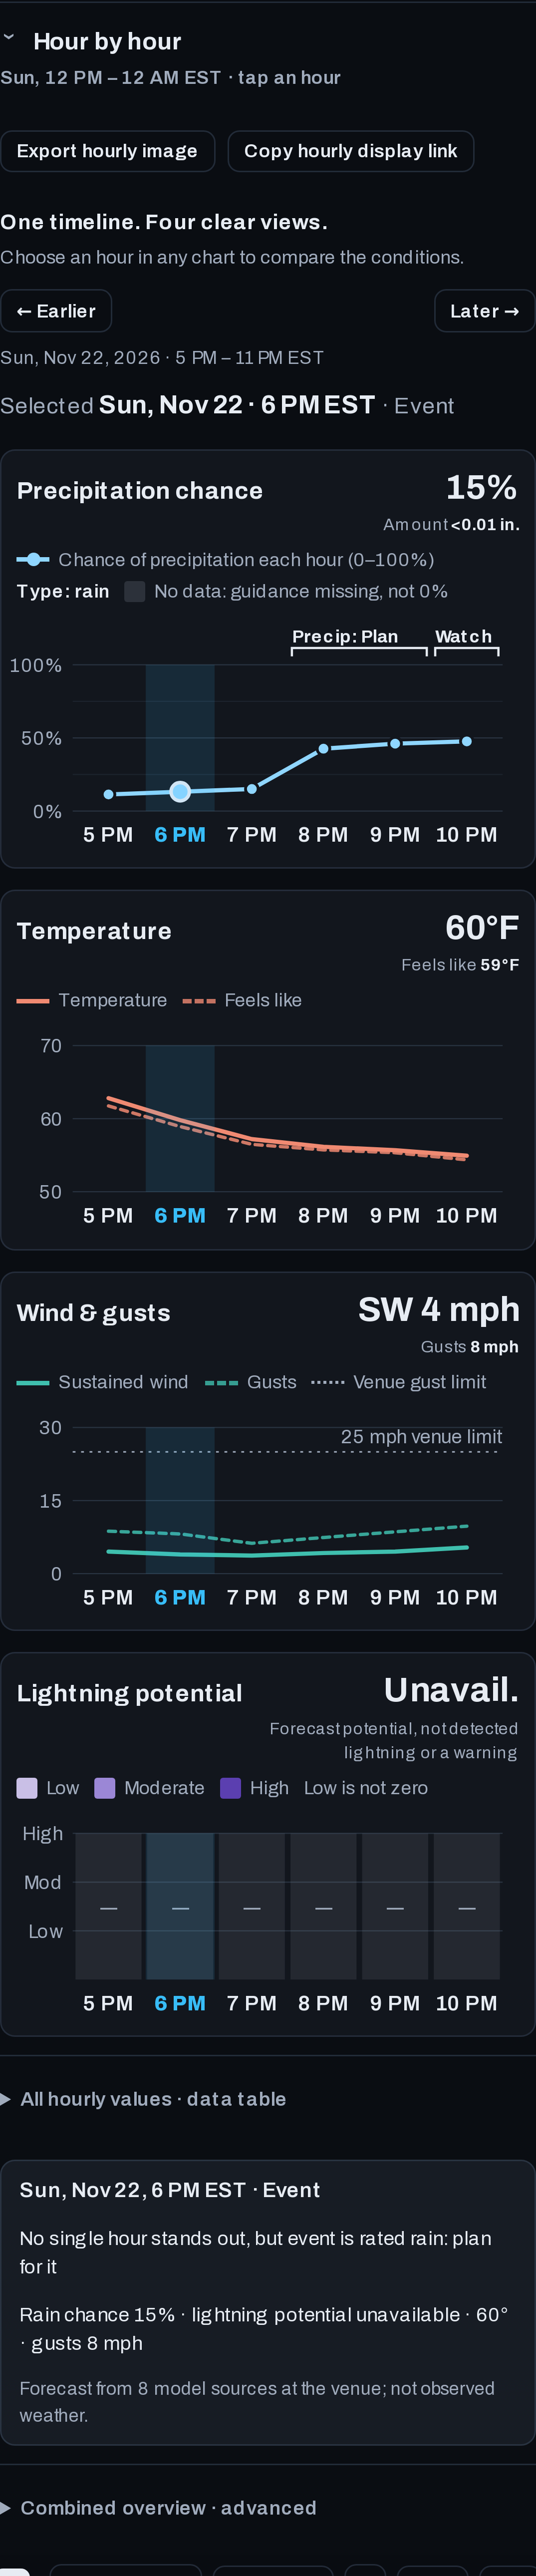 Hour by hour
Sun, 12 PM – 12 AM EST · tap an hour
Export hourly image
Copy hourly display link
One timeline. Four clear views.
Choose an hour in any chart to compare the conditions.
← Earlier
Later →
Sun, Nov 22, 2026 · 5 PM – 11 PM EST
Selected Sun, Nov 22 · 6 PM EST · Event
Precipitation chance
15%
Amount <0.01 in.
Chance of precipitation each hour (0–100%)
Type: rain No data: guidance missing, not 0%
Precip: Plan Watch
100%
50%
0%
5 PM 6 PM 7 PM 8 PM 9 PM 10 PM
Temperature
60°F
Feels like 59°F
Temperature Feels like
70
60
50
5 PM 6 PM 7 PM 8 PM 9 PM 10 PM
Wind & gusts
SW 4 mph
Gusts 8 mph
Sustained wind Gusts Venue gust limit
30
25 mph venue limit
15
0
5 PM 6 PM 7 PM 8 PM 9 PM 10 PM
Lightning potential
Unavail.
Forecast potential, not detected
lightning or a warning
Low Moderate High Low is not zero
High
Mod
— — — — — —
Low
5 PM 6 PM 7 PM 8 PM 9 PM 10 PM
All hourly values · data table
Sun, Nov 22, 6 PM EST · Event
No single hour stands out, but event is rated rain: plan
for it
Rain chance 15% · lightning potential unavailable · 60°
· gusts 8 mph
Forecast from 8 model sources at the venue; not observed
weather.
Combined overview · advanced